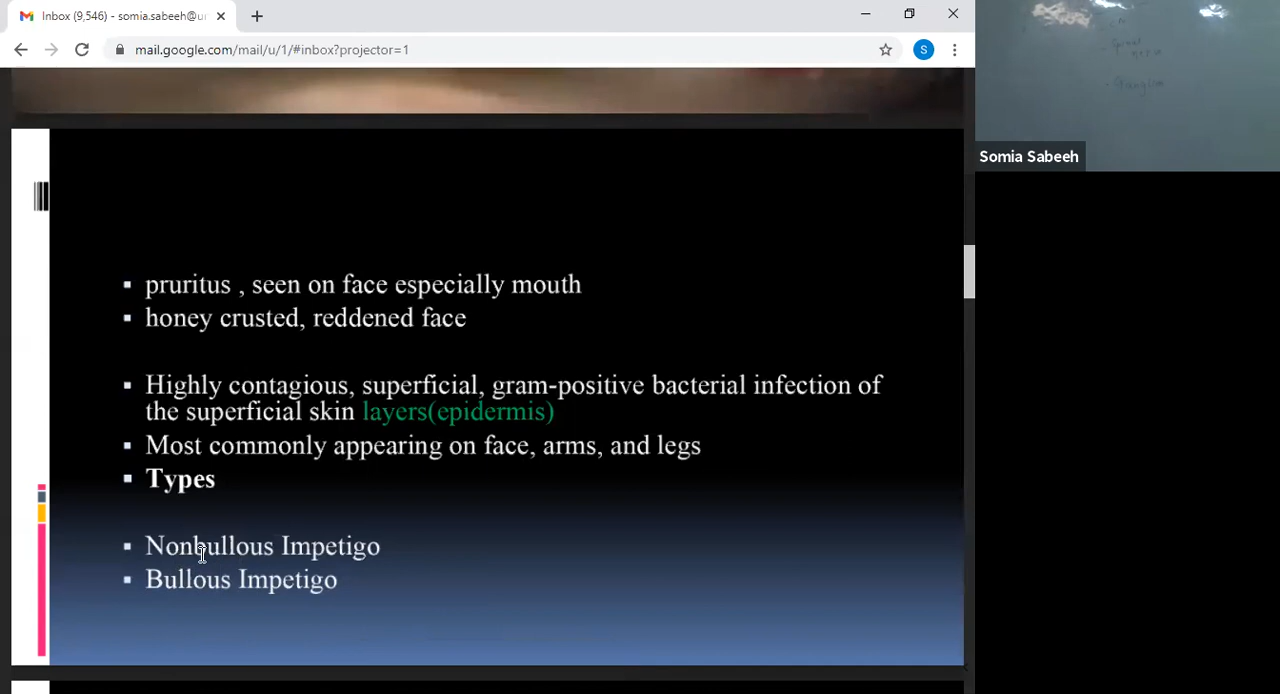 Inbox (9,546) - somia.sabeeh@u
mail.google.com/mail/u/1/#inbox?projector=1
S
Somia Sabeeh
pruritus , seen on face especially mouth
honey crusted, reddened face
Highly contagious, superficial, gram-positive bacterial infection of
the superficial skin layers(epidermis)
Most commonly appearing on face, arms, and legs
Types
Nonbullous Impetigo
Bullous Impetigo